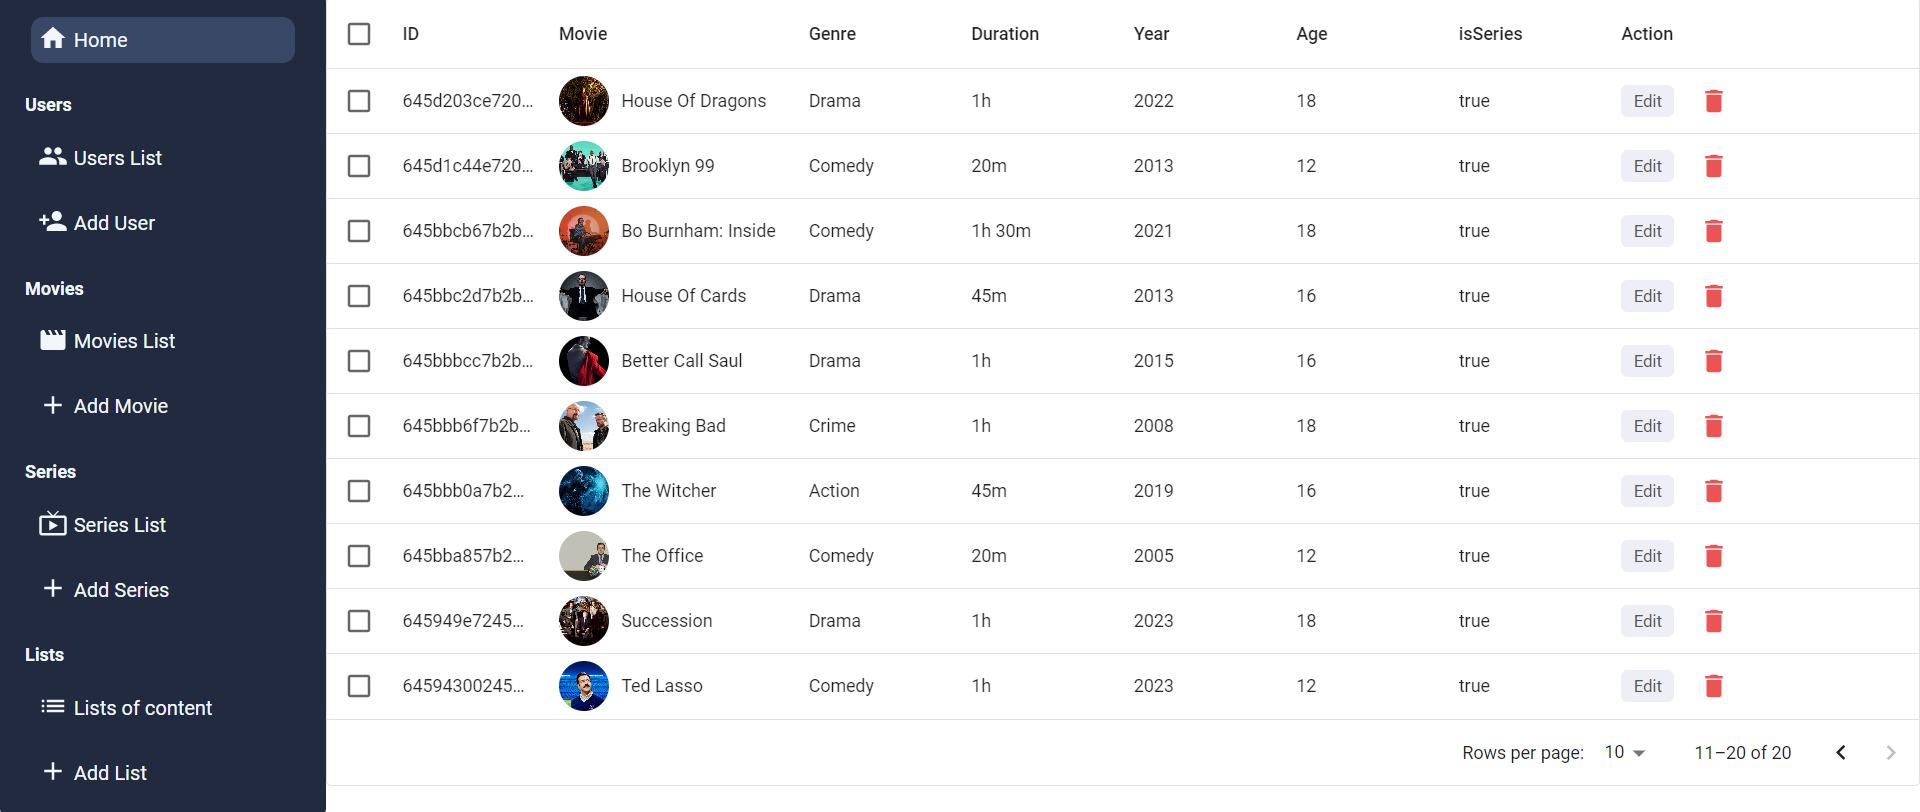 Home
Users
Users List
Add User
Movies
Movies List
Add Movie
Series
Series List
Add Series
Lists
Lists of content
Add List
ID Movie Genre Duration Year Age isSeries Action
645d203ce720... House Of Dragons Drama 1h 2022 18 true Edit
645d1c44e720... Brooklyn 99 Comedy 20m 2013 12 true Edit
645bbcb67b2b... Bo Burnham: Inside Comedy 1h 30m 2021 18 true Edit
645bbc2d7b2b... House Of Cards Drama 45m 2013 16 true Edit
645bbbcc7b2b... Better Call Saul Drama 1h 2015 16 true Edit
645bbb6f7b2b... Breaking Bad Crime 1h 2008 18 true Edit
645bbb0a7b2... The Witcher Action 45m 2019 16 true Edit
645bba857b2... The Office Comedy 20m 2005 12 true Edit
645949e7245... Succession Drama 1h 2023 18 true Edit
64594300245... Ted Lasso Comedy 1h 2023 12 true Edit
Rows per page: 10 11–20 of 20